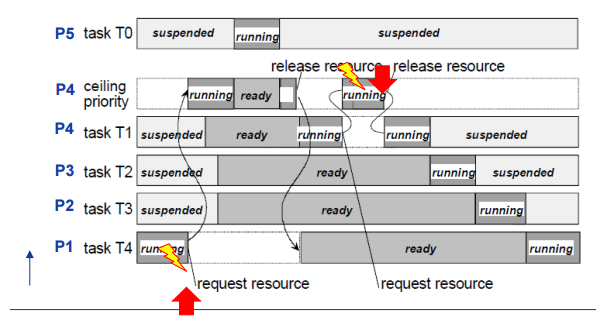 P5 task T0 suspended running suspended
release resource release resource
P4 ceiling priority running ready running
P4 task T1 suspended ready running running suspended
P3 task T2 suspended ready running suspended
P2 task T3 suspended ready running
P1 task T4 running ready running
request resource request resource